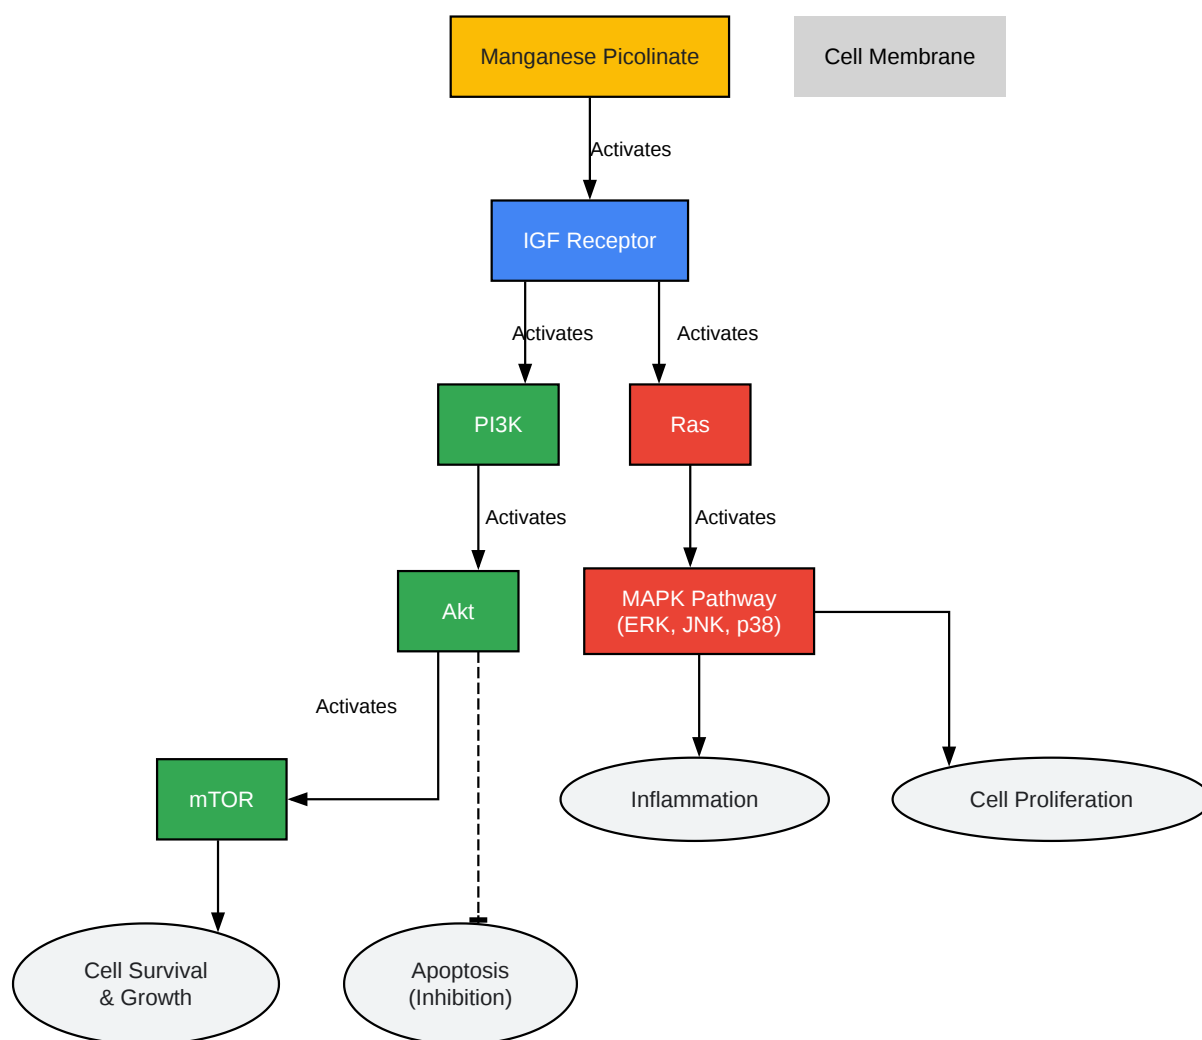 Manganese Picolinate
Cell Membrane
Activates
IGF Receptor
Activates
Activates
PI3K
Ras
Activates
Activates
Akt
MAPK Pathway
(ERK, JNK, p38)
Activates
mTOR
Inflammation
Cell Proliferation
Cell Survival
& Growth
Apoptosis
(Inhibition)